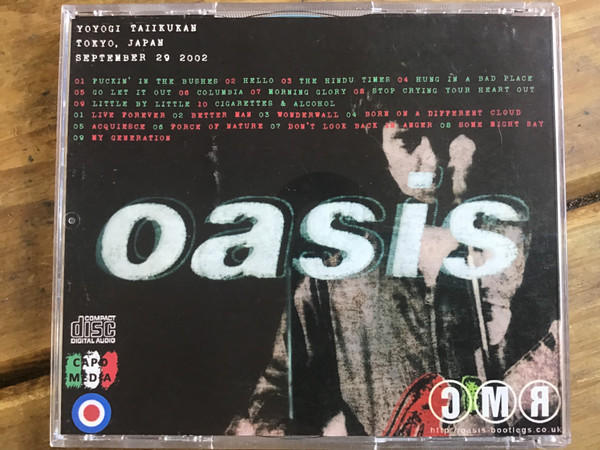 YOYOGI TAIIKUKAN
TOKYO, JAPAN
SEPTEMBER 29 2002
01 FUCKIN' IN THE BUSHES 02 HELLO 03 THE HINDU TIMES 04 HUNG IN A BAD PLACE
05 GO LET IT OUT 06 COLUMBIA 07 MORNING GLORY 08 STOP CRYING YOUR HEART OUT
09 LITTLE BY LITTLE 10 CIGARETTES & ALCOHOL
01 LIVE FOREVER 02 BETTER MAN 03 WONDERWALL 04 BORN ON A DIFFERENT CLOUD
05 ACQUIESCE 06 FORCE OF NATURE 07 DON'T LOOK BACK IN ANGER 08 SOME MIGHT SAY
09 MY GENERATION
oasis
COMPACT
disc
DIGITAL AUDIO
CAPO
MEDIA
CMR
http://oasis-bootlegs.co.uk